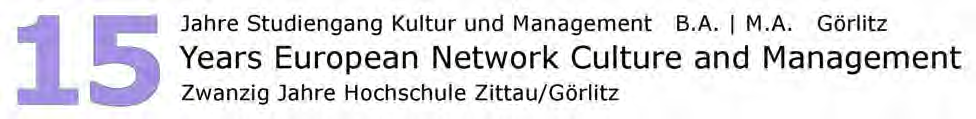 15
Jahre Studiengang Kultur und Management B.A. | M.A. Görlitz
Years European Network Culture and Management
Zwanzig Jahre Hochschule Zittau/Görlitz